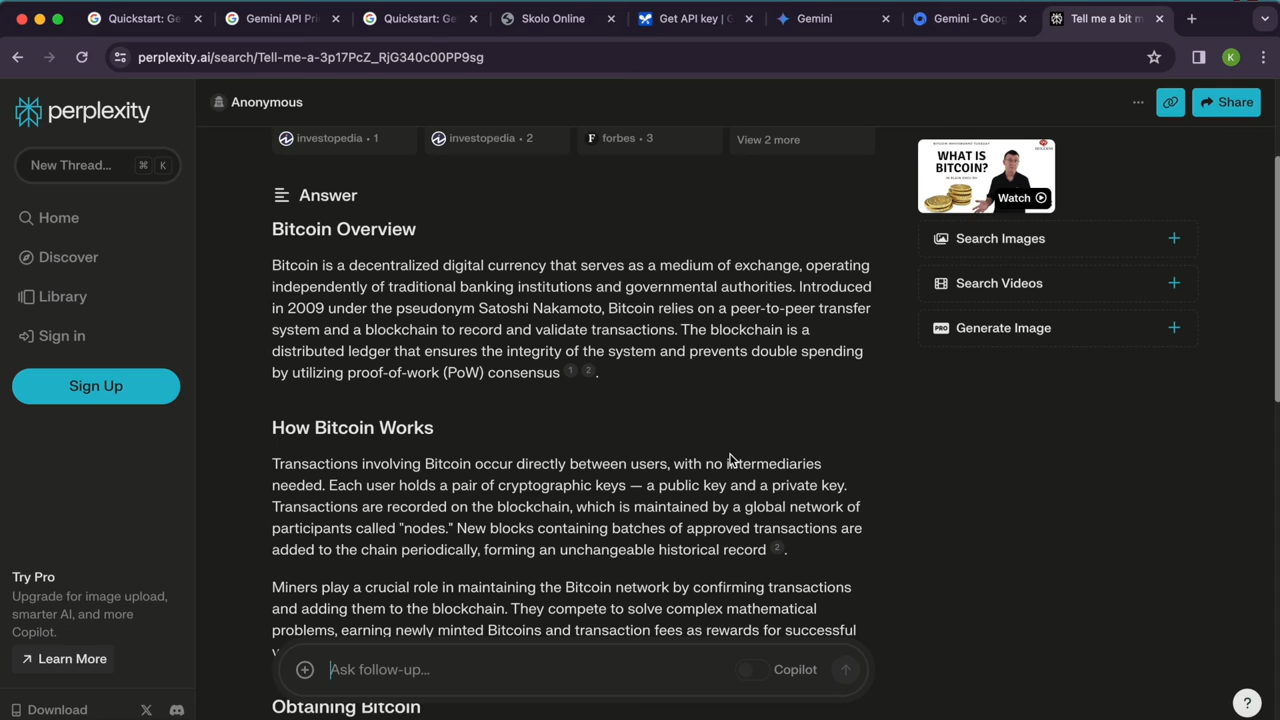 Quickstart: Ge
Gemini API Pri
Quickstart: Ge
Skolo Online
Get API key | G
Gemini
Gemini - Goog
Tell me a bit m
perplexity.ai/search/Tell-me-a-3p17PcZ_RjG340c00PP9sg
K
perplexity
New Thread...
⌘ K
Home
Discover
Library
Sign in
Sign Up
Try Pro
Upgrade for image upload,
smarter AI, and more
Copilot.
Learn More
Download
Anonymous
Share
investopedia • 1
investopedia • 2
F forbes • 3
View 2 more
Answer
Bitcoin Overview
Bitcoin is a decentralized digital currency that serves as a medium of exchange, operating
independently of traditional banking institutions and governmental authorities. Introduced
in 2009 under the pseudonym Satoshi Nakamoto, Bitcoin relies on a peer-to-peer transfer
system and a blockchain to record and validate transactions. The blockchain is a
distributed ledger that ensures the integrity of the system and prevents double spending
by utilizing proof-of-work (PoW) consensus 1 2 .
How Bitcoin Works
Transactions involving Bitcoin occur directly between users, with no intermediaries
needed. Each user holds a pair of cryptographic keys — a public key and a private key.
Transactions are recorded on the blockchain, which is maintained by a global network of
participants called "nodes." New blocks containing batches of approved transactions are
added to the chain periodically, forming an unchangeable historical record 2 .
Miners play a crucial role in maintaining the Bitcoin network by confirming transactions
and adding them to the blockchain. They compete to solve complex mathematical
problems, earning newly minted Bitcoins and transaction fees as rewards for successful
Ask follow-up...
Copilot
Obtaining Bitcoin
WHAT IS
BITCOIN?
Watch
Search Images
Search Videos
PRO Generate Image
?